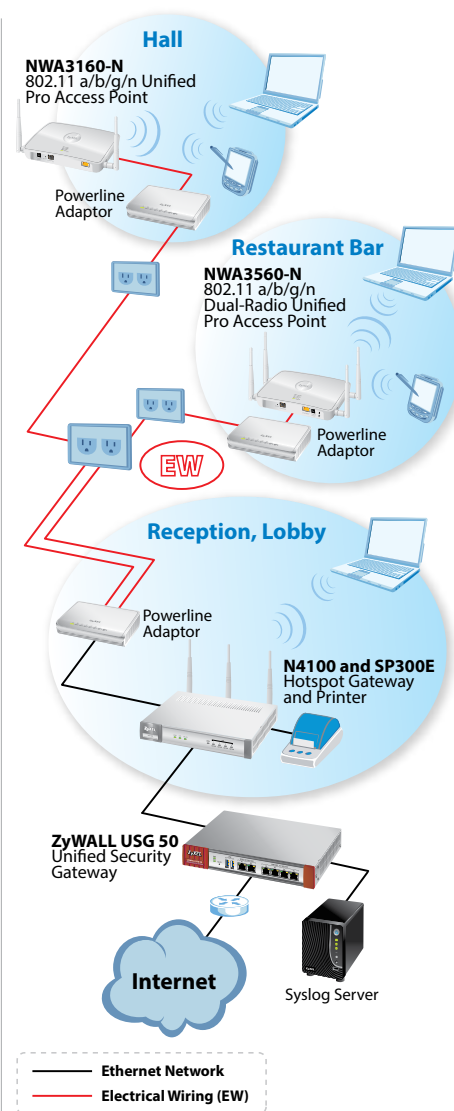 Hall
NWA3160-N
802.11 a/b/g/n Unified
Pro Access Point
Powerline
Adaptor
Restaurant Bar
NWA3560-N
802.11 a/b/g/n
Dual-Radio Unified
Pro Access Point
Powerline
Adaptor
EW
Reception, Lobby
Powerline
Adaptor
N4100 and SP300E
Hotspot Gateway
and Printer
ZyWALL USG 50
Unified Security
Gateway
Internet
Syslog Server
Ethernet Network
Electrical Wiring (EW)